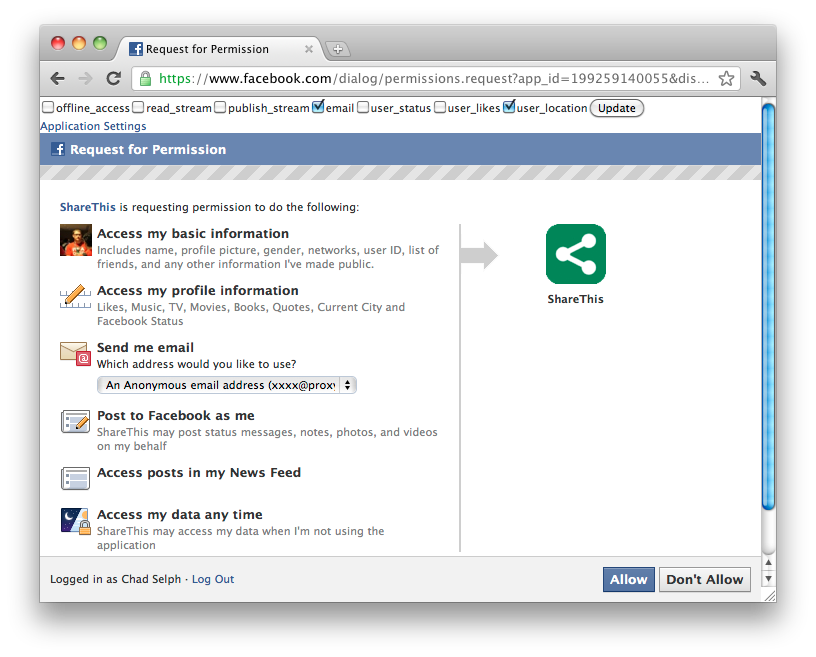 Request for Permission
https://www.facebook.com/dialog/permissions.request?app_id=199259140055&dis...
offline_access read_stream publish_stream email user_status user_likes user_location Update
Application Settings
f Request for Permission
ShareThis is requesting permission to do the following:
Access my basic information
Includes name, profile picture, gender, networks, user ID, list of
friends, and any other information I've made public.
Access my profile information
Likes, Music, TV, Movies, Books, Quotes, Current City and
Facebook Status
Send me email
Which address would you like to use?
An Anonymous email address (xxxx@proxy
Post to Facebook as me
ShareThis may post status messages, notes, photos, and videos
on my behalf
Access posts in my News Feed
Access my data any time
ShareThis may access my data when I'm not using the
application
ShareThis
Logged in as Chad Selph · Log Out
Allow Don't Allow